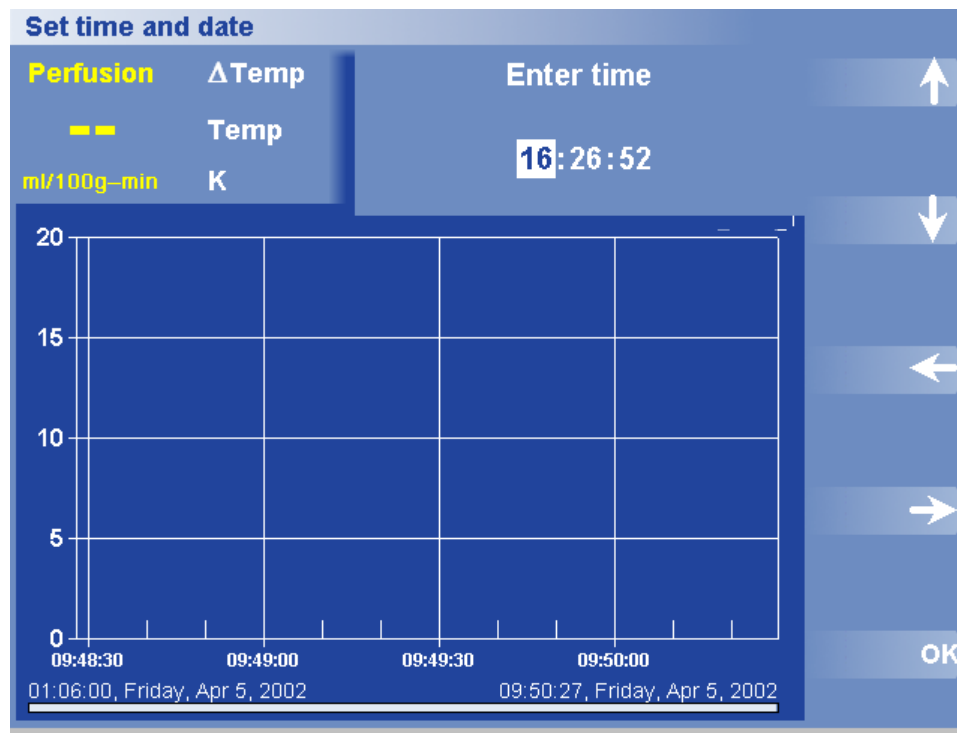 Set time and date
Perfusion ΔTemp
-- Temp
ml/100g–min K
Enter time
16:26:52
20
15
10
5
0
09:48:30 09:49:00 09:49:30 09:50:00
01:06:00, Friday, Apr 5, 2002 09:50:27, Friday, Apr 5, 2002
OK